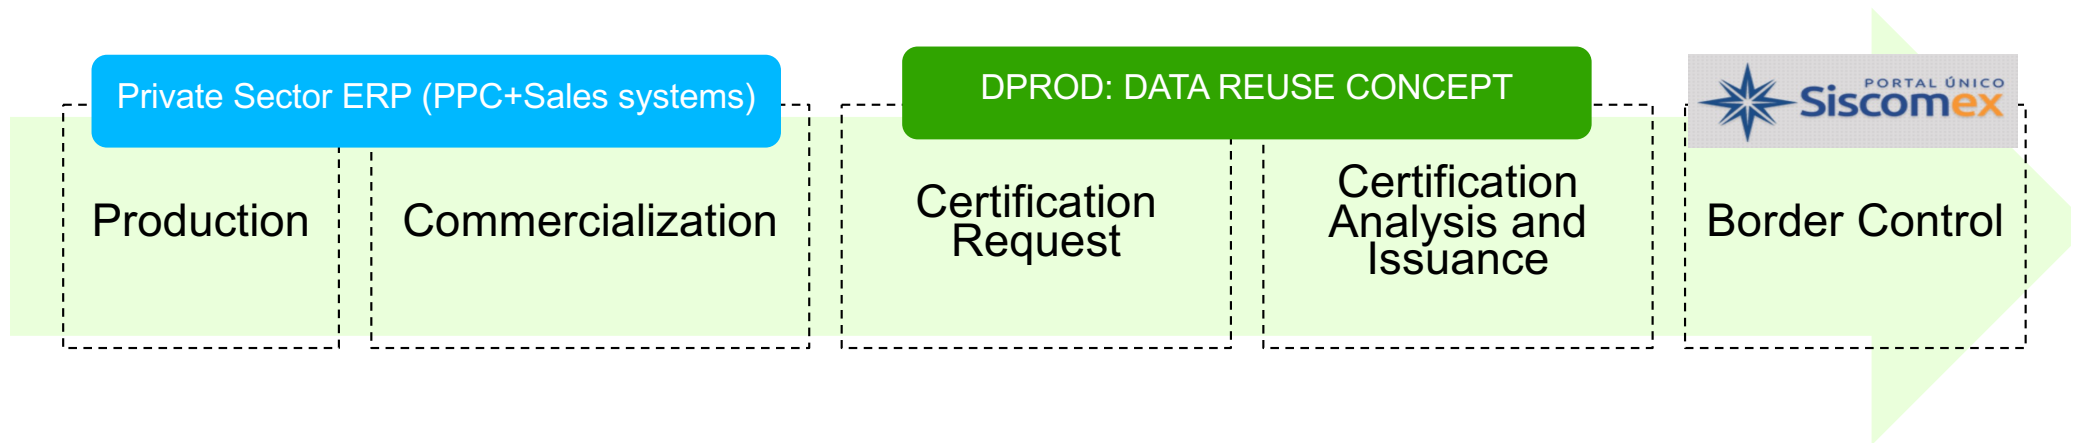 Private Sector ERP (PPC+Sales systems)
DPROD: DATA REUSE CONCEPT
PORTAL ÚNICO
Siscomex
Production
Commercialization
Certification
Request
Certification
Analysis and
Issuance
Border Control